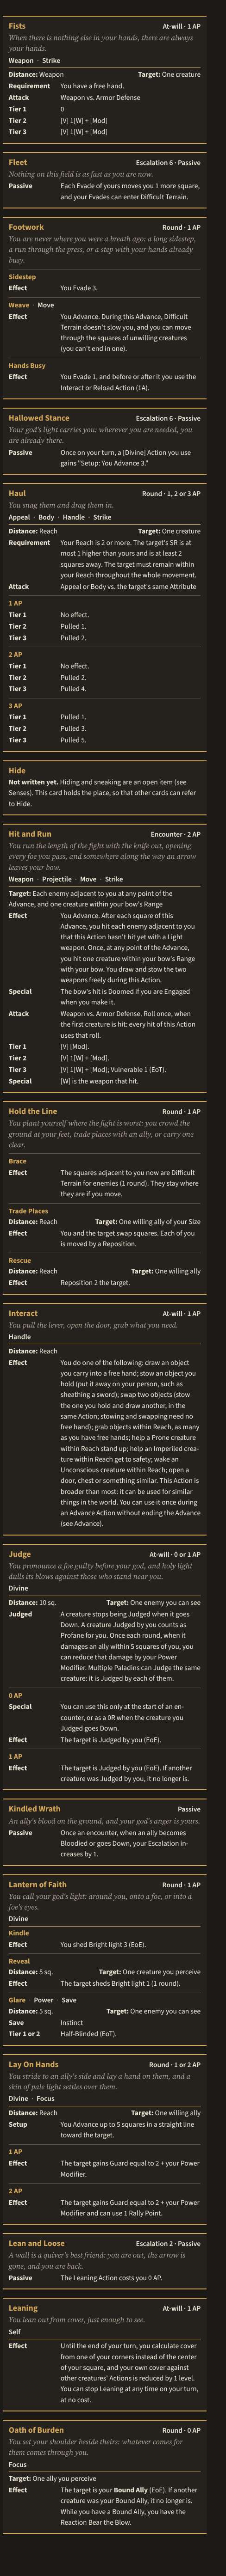 Fists At-will · 1 AP
When there is nothing else in your hands, there are always
your hands.
Weapon · Strike
Distance: Weapon Target: One creature
Requirement You have a free hand.
Attack Weapon vs. Armor Defense
Tier 1 0
Tier 2 [V] 1[W] + [Mod]
Tier 3 [V] 1[W] + [Mod]
Fleet Escalation 6 · Passive
Nothing on this field is as fast as you are now.
Passive Each Evade of yours moves you 1 more square,
and your Evades can enter Difficult Terrain.
Footwork Round · 1 AP
You are never where you were a breath ago: a long sidestep,
a run through the press, or a step with your hands already
busy.
Sidestep
Effect You Evade 3.
Weave · Move
Effect You Advance. During this Advance, Difficult
Terrain doesn't slow you, and you can move
through the squares of unwilling creatures
(you can't end in one).
Hands Busy
Effect You Evade 1, and before or after it you use the
Interact or Reload Action (1A).
Hallowed Stance Escalation 6 · Passive
Your god's light carries you: wherever you are needed, you
are already there.
Passive Once on your turn, a [Divine] Action you use
gains "Setup: You Advance 3."
Haul Round · 1, 2 or 3 AP
You snag them and drag them in.
Appeal · Body · Handle · Strike
Distance: Reach Target: One creature
Requirement Your Reach is 2 or more. The target's SR is at
most 1 higher than yours and is at least 2
squares away. The target must remain within
your Reach throughout the whole movement.
Attack Appeal or Body vs. the target's same Attribute
1 AP
Tier 1 No effect.
Tier 2 Pulled 1.
Tier 3 Pulled 2.
2 AP
Tier 1 No effect.
Tier 2 Pulled 2.
Tier 3 Pulled 4.
3 AP
Tier 1 Pulled 1.
Tier 2 Pulled 3.
Tier 3 Pulled 5.
Hide
Not written yet. Hiding and sneaking are an open item (see
Senses). This card holds the place, so that other cards can refer
to Hide.
Hit and Run Encounter · 2 AP
You run the length of the fight with the knife out, opening
every foe you pass, and somewhere along the way an arrow
leaves your bow.
Weapon · Projectile · Move · Strike
Target: Each enemy adjacent to you at any point of the
Advance, and one creature within your bow's Range
Effect You Advance. After each square of this
Advance, you hit each enemy adjacent to you
that this Action hasn't hit yet with a Light
weapon. Once, at any point of the Advance,
you hit one creature within your bow's Range
with your bow. You draw and stow the two
weapons freely during this Action.
Special The bow's hit is Doomed if you are Engaged
when you make it.
Attack Weapon vs. Armor Defense. Roll once, when
the first creature is hit: every hit of this Action
uses that roll.
Tier 1 [V] [Mod].
Tier 2 [V] 1[W] + [Mod].
Tier 3 [V] 1[W] + [Mod]; Vulnerable 1 (EoT).
Special [W] is the weapon that hit.
Hold the Line Round · 1 AP
You plant yourself where the fight is worst: you crowd the
ground at your feet, trade places with an ally, or carry one
clear.
Brace
Effect The squares adjacent to you now are Difficult
Terrain for enemies (1 round). They stay where
they are if you move.
Trade Places
Distance: Reach Target: One willing ally of your Size
Effect You and the target swap squares. Each of you
is moved by a Reposition.
Rescue
Distance: Reach Target: One willing ally
Effect Reposition 2 the target.
Interact At-will · 1 AP
You pull the lever, open the door, grab what you need.
Handle
Distance: Reach
Effect You do one of the following: draw an object
you carry into a free hand; stow an object you
hold (put it away on your person, such as
sheathing a sword); swap two objects (stow
the one you hold and draw another, in the
same Action; stowing and swapping need no
free hand); grab objects within Reach, as many
as you have free hands; help a Prone creature
within Reach stand up; help an Imperiled crea-
ture within Reach get to safety; wake an
Unconscious creature within Reach; open a
door, chest or something similar. This Action is
broader than most: it can be used for similar
things in the world. You can use it once during
an Advance Action without ending the Advance
(see Advance).
Judge At-will · 0 or 1 AP
You pronounce a foe guilty before your god, and holy light
dulls its blows against those who stand near you.
Divine
Distance: 10 sq. Target: One enemy you can see
Judged A creature stops being Judged when it goes
Down. A creature Judged by you counts as
Profane for you. Once each round, when it
damages an ally within 5 squares of you, you
can reduce that damage by your Power
Modifier. Multiple Paladins can Judge the same
creature: it is Judged by each of them.
0 AP
Special You can use this only at the start of an en-
counter, or as a 0R when the creature you
Judged goes Down.
Effect The target is Judged by you (EoE).
1 AP
Effect The target is Judged by you (EoE). If another
creature was Judged by you, it no longer is.
Kindled Wrath Passive
An ally's blood on the ground, and your god's anger is yours.
Passive Once an encounter, when an ally becomes
Bloodied or goes Down, your Escalation in-
creases by 1.
Lantern of Faith Round · 1 AP
You call your god's light: around you, onto a foe, or into a
foe's eyes.
Divine
Kindle
Effect You shed Bright light 3 (EoE).
Reveal
Distance: 5 sq. Target: One creature you perceive
Effect The target sheds Bright light 1 (1 round).
Glare · Power · Save
Distance: 5 sq. Target: One enemy you can see
Save Instinct
Tier 1 or 2 Half-Blinded (EoT).
Lay On Hands Round · 1 or 2 AP
You stride to an ally's side and lay a hand on them, and a
skin of pale light settles over them.
Divine · Focus
Distance: Reach Target: One willing ally
Setup You Advance up to 5 squares in a straight line
toward the target.
1 AP
Effect The target gains Guard equal to 2 + your Power
Modifier.
2 AP
Effect The target gains Guard equal to 2 + your Power
Modifier and can use 1 Rally Point.
Lean and Loose Escalation 2 · Passive
A wall is a quiver's best friend: you are out, the arrow is
gone, and you are back.
Passive The Leaning Action costs you 0 AP.
Leaning At-will · 1 AP
You lean out from cover, just enough to see.
Self
Effect Until the end of your turn, you calculate cover
from one of your corners instead of the center
of your square, and your own cover against
other creatures' Actions is reduced by 1 level.
You can stop Leaning at any time on your turn,
at no cost.
Oath of Burden Round · 0 AP
You set your shoulder beside theirs: whatever comes for
them comes through you.
Focus
Target: One ally you perceive
Effect The target is your Bound Ally (EoE). If another
creature was your Bound Ally, it no longer is.
While you have a Bound Ally, you have the
Reaction Bear the Blow.